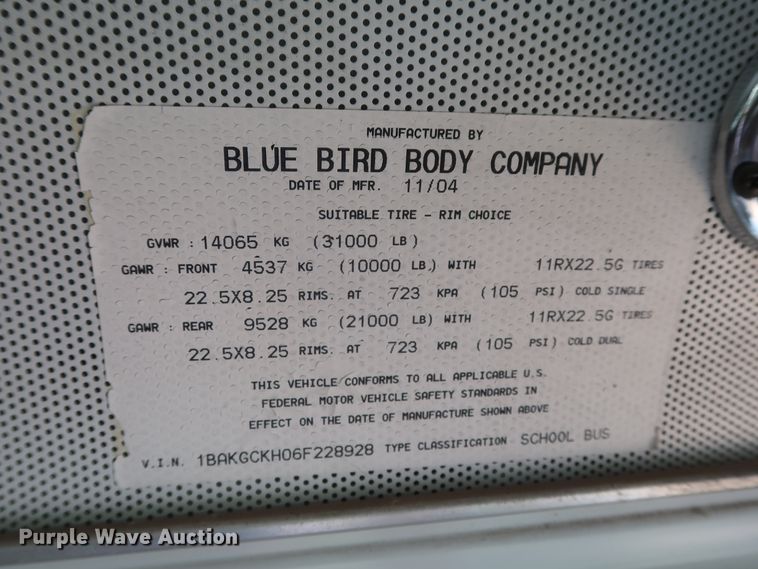 MANUFACTURED BY
BLUE BIRD BODY COMPANY
DATE OF MFR. 11/04
SUITABLE TIRE - RIM CHOICE
GVWR : 14065 KG (31000 LB)
GAWR : FRONT 4537 KG (10000 LB.) WITH 11RX22.5G TIRES
22.5X8.25 RIMS. AT 723 KPA (105 PSI) COLD SINGLE
GAWR : REAR 9528 KG (21000 LB) WITH 11RX22.5G TIRES
22.5X8.25 RIMS. AT 723 KPA (105 PSI) COLD DUAL
THIS VEHICLE CONFORMS TO ALL APPLICABLE U.S.
FEDERAL MOTOR VEHICLE SAFETY STANDARDS IN
EFFECT ON THE DATE OF MANUFACTURE SHOWN ABOVE
V.I.N. 1BAKGCKH06F228928 TYPE CLASSIFICATION SCHOOL BUS
Purple Wave Auction